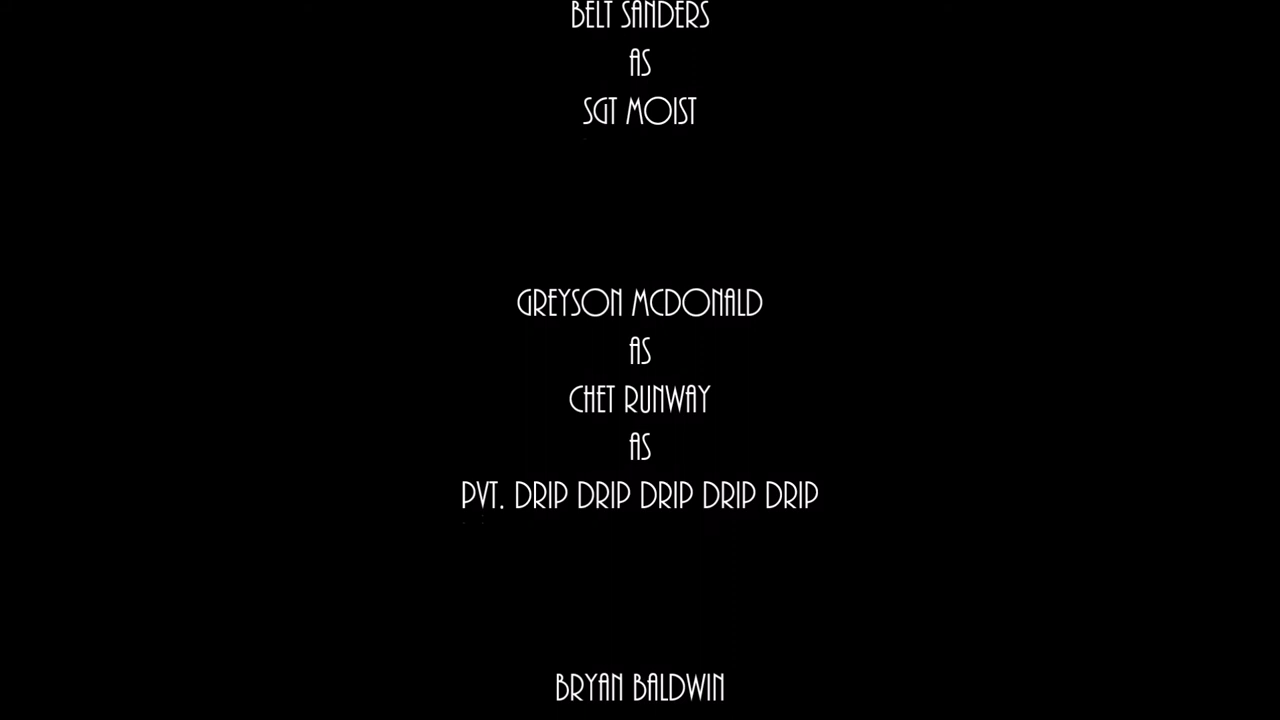 BELT SANDERS
AS
SGT MOIST
GREYSON MCDONALD
AS
CHET RUNWAY
AS
PVT. DRIP DRIP DRIP DRIP DRIP
BRYAN BALDWIN